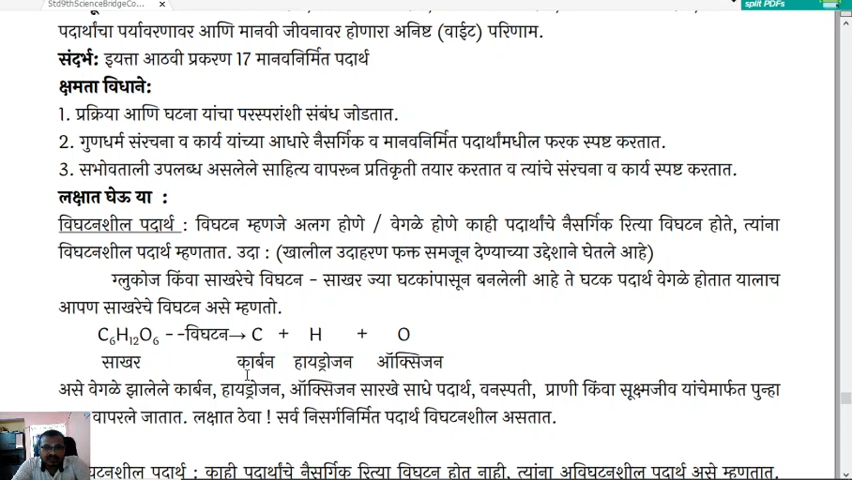 Std9thScienceBridgeCo...
split PDFs
पदार्थांचा पर्यावरणावर आणि मानवी जीवनावर होणारा अनिष्ट (वाईट) परिणाम.
संदर्भ: इयत्ता आठवी प्रकरण 17 मानवनिर्मित पदार्थ
क्षमता विधाने:
1. प्रक्रिया आणि घटना यांचा परस्परांशी संबंध जोडतात.
2. गुणधर्म संरचना व कार्य यांच्या आधारे नैसर्गिक व मानवनिर्मित पदार्थांमधील फरक स्पष्ट करतात.
3. सभोवताली उपलब्ध असलेले साहित्य वापरून प्रतिकृती तयार करतात व त्यांचे संरचना व कार्य स्पष्ट करतात.
लक्षात घेऊ या :
विघटनशील पदार्थ : विघटन म्हणजे अलग होणे / वेगळे होणे काही पदार्थांचे नैसर्गिक रित्या विघटन होते, त्यांना
विघटनशील पदार्थ म्हणतात. उदा : (खालील उदाहरण फक्त समजून देण्याच्या उद्देशाने घेतले आहे)
ग्लुकोज किंवा साखरेचे विघटन - साखर ज्या घटकांपासून बनलेली आहे ते घटक पदार्थ वेगळे होतात यालाच
आपण साखरेचे विघटन असे म्हणतो.
C₆H₁₂O₆ - -विघटन→ C + H + O
साखर कार्बन हायड्रोजन ऑक्सिजन
असे वेगळे झालेले कार्बन, हायड्रोजन, ऑक्सिजन सारखे साधे पदार्थ, वनस्पती, प्राणी किंवा सूक्ष्मजीव यांचेमार्फत पुन्हा
वापरले जातात. लक्षात ठेवा ! सर्व निसर्गनिर्मित पदार्थ विघटनशील असतात.
पदार्थ : काही पदार्थांचे नैसर्गिक रित्या विघटन होत नाही, त्यांना अविघटनशील पदार्थ असे म्हणतात.